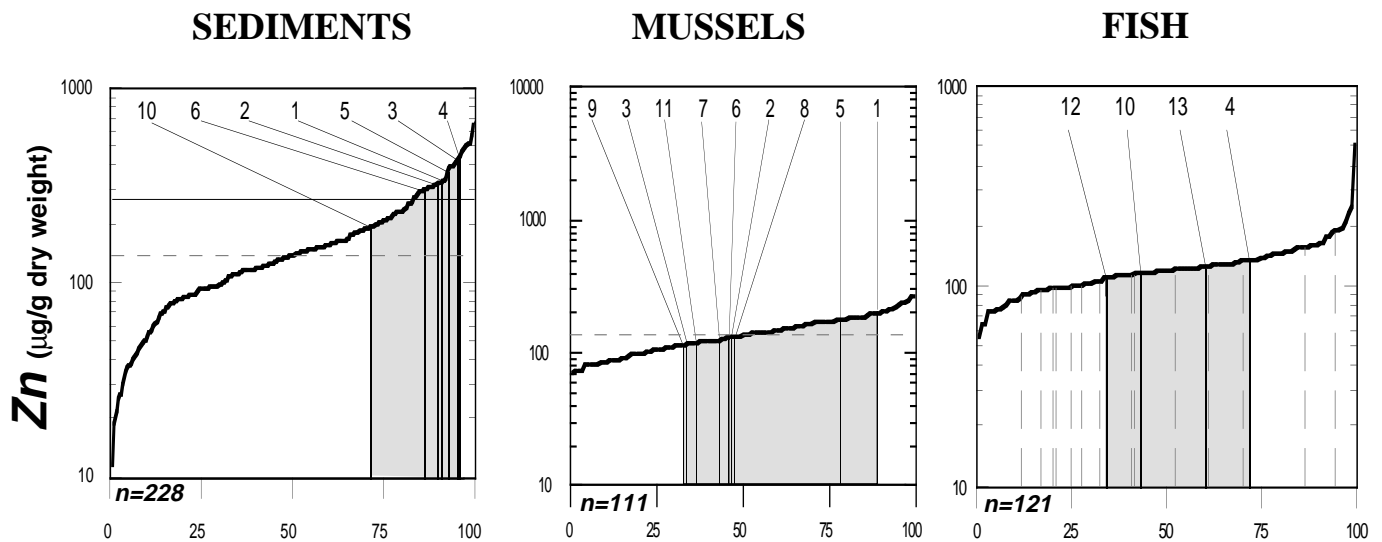 SEDIMENTS MUSSELS FISH
Zn (µg/g dry weight)
1000
100
10
10 6 2 1 5 3 4
n=228
0 25 50 75 100
10000
1000
100
10
9 3 11 7 6 2 8 5 1
n=111
0 25 50 75 100
1000
100
10
12 10 13 4
n=121
0 25 50 75 100